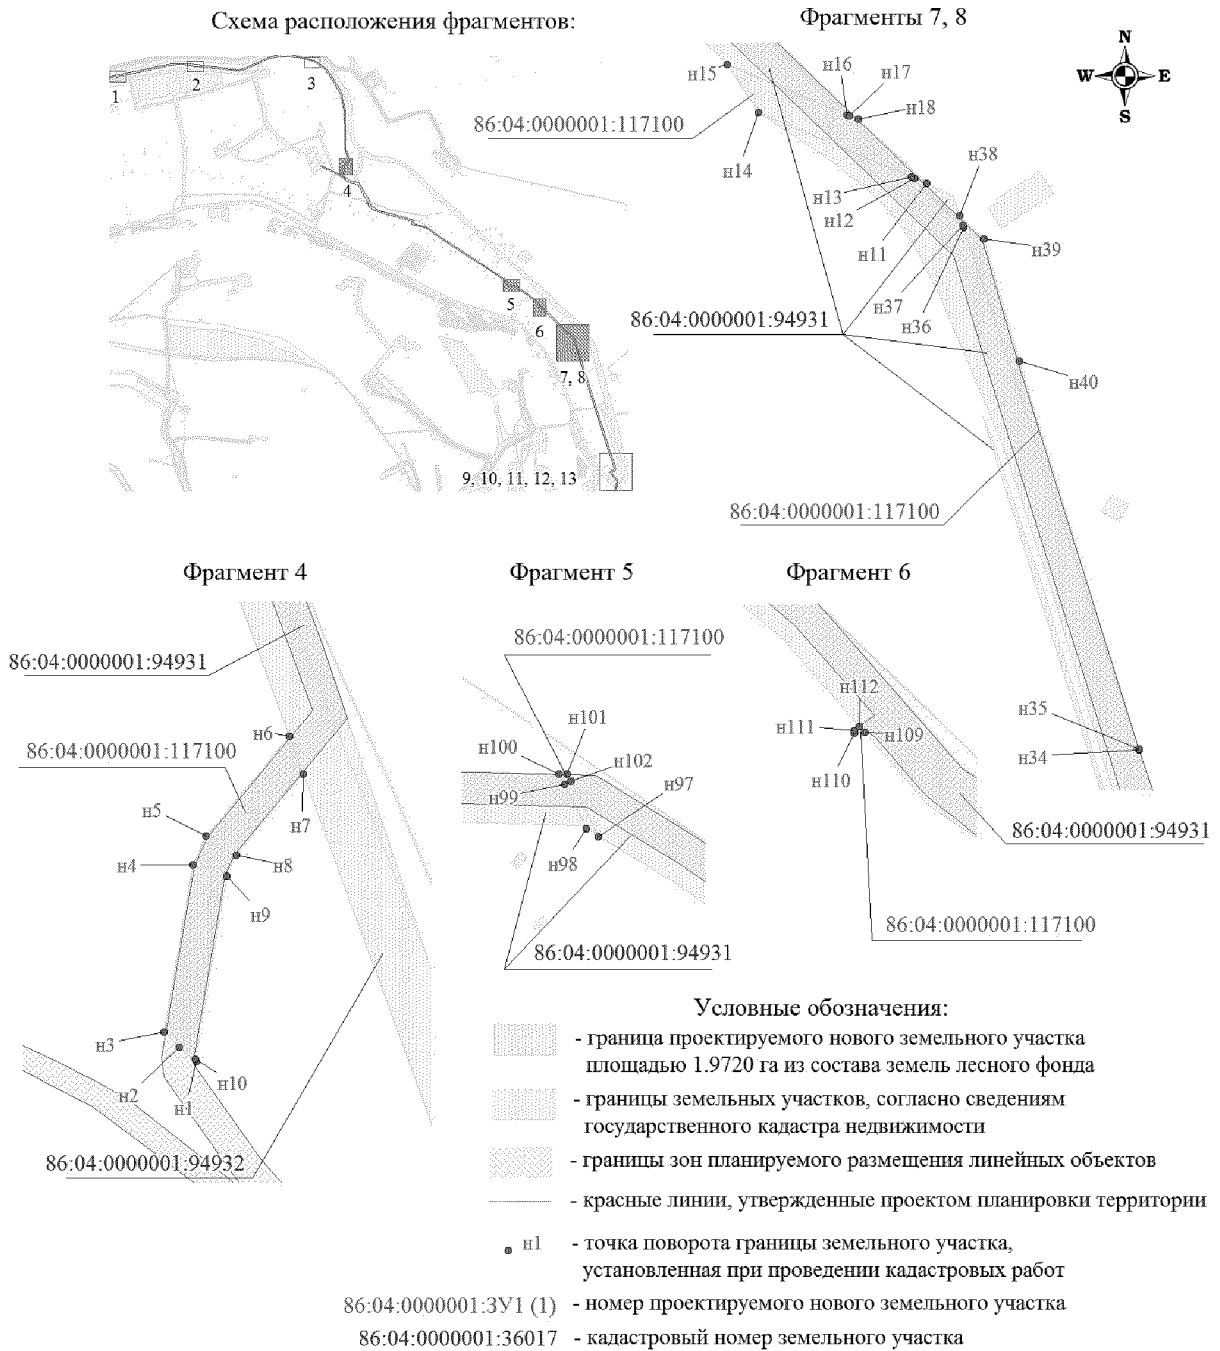 Схема расположения фрагментов:
1
2
3
4
5
6
7, 8
9, 10, 11, 12, 13
Фрагменты 7, 8
N
W
E
S
н15
н16
н17
н18
86:04:0000001:117100
н14
н38
н13
н12
н11
н39
н37
н36
86:04:0000001:94931
н40
86:04:0000001:117100
н35
н34
Фрагмент 4
86:04:0000001:94931
н6
86:04:0000001:117100
н7
н5
н4
н8
н9
н3
н2
н1
н10
86:04:0000001:94932
Фрагмент 5
86:04:0000001:117100
н101
н100
н102
н99
н97
н98
86:04:0000001:94931
Фрагмент 6
н112
н111
н109
н110
86:04:0000001:94931
86:04:0000001:117100
Условные обозначения:
- граница проектируемого нового земельного участка
площадью 1.9720 га из состава земель лесного фонда
- границы земельных участков, согласно сведениям
государственного кадастра недвижимости
- границы зон планируемого размещения линейных объектов
- красные линии, утвержденные проектом планировки территории
н1 - точка поворота границы земельного участка,
установленная при проведении кадастровых работ
86:04:0000001:ЗУ1 (1) - номер проектируемого нового земельного участка
86:04:0000001:36017 - кадастровый номер земельного участка